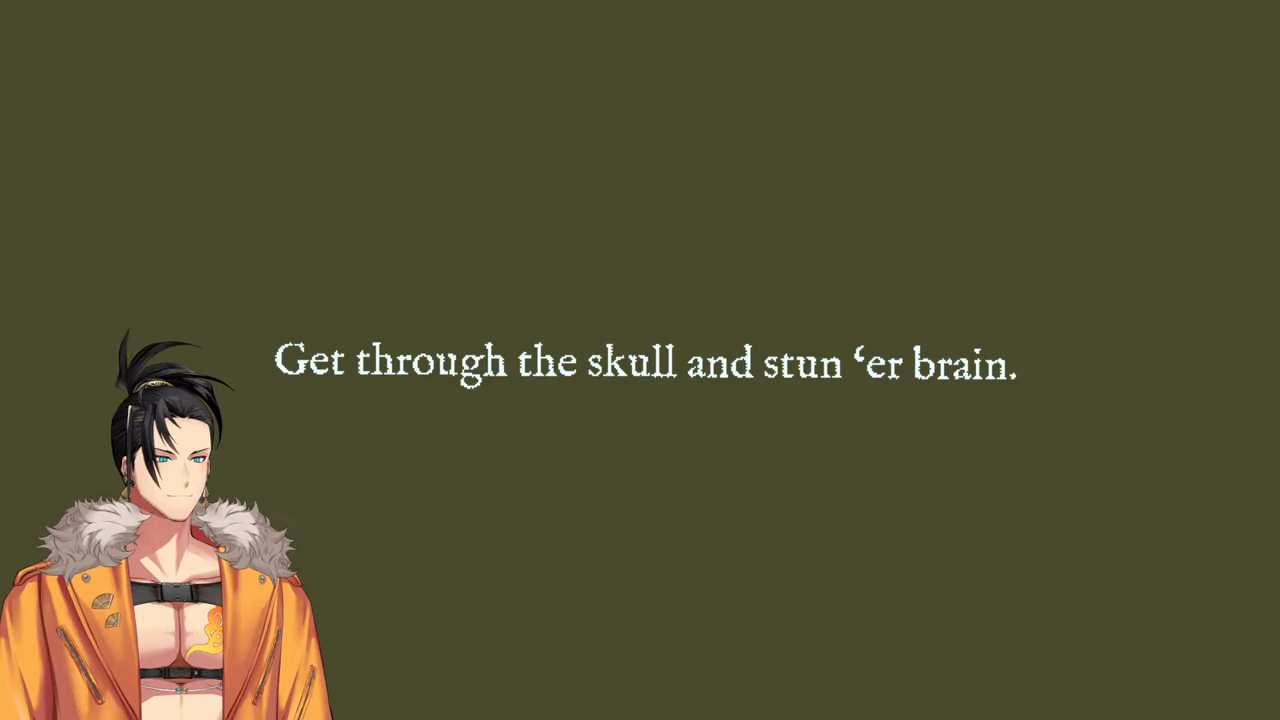 Get through the skull and stun ‘er brain.